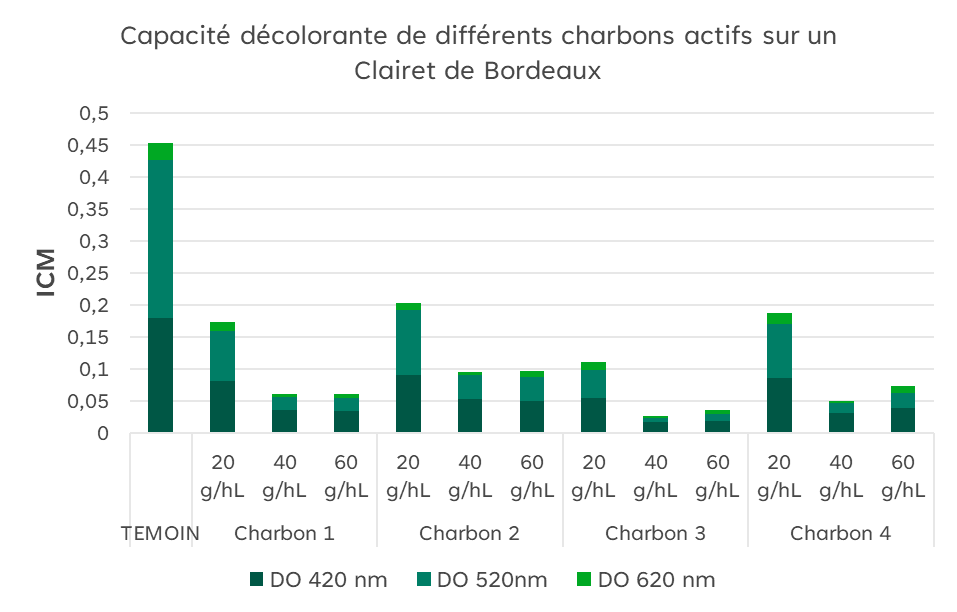 Capacité décolorante de différents charbons actifs sur un
Clairet de Bordeaux
ICM
0,5
0,45
0,4
0,35
0,3
0,25
0,2
0,15
0,1
0,05
0
20 40 60 20 40 60 20 40 60 20 40 60
g/hL g/hL g/hL g/hL g/hL g/hL g/hL g/hL g/hL g/hL g/hL g/hL
TEMOIN Charbon 1 Charbon 2 Charbon 3 Charbon 4
DO 420 nm DO 520nm DO 620 nm